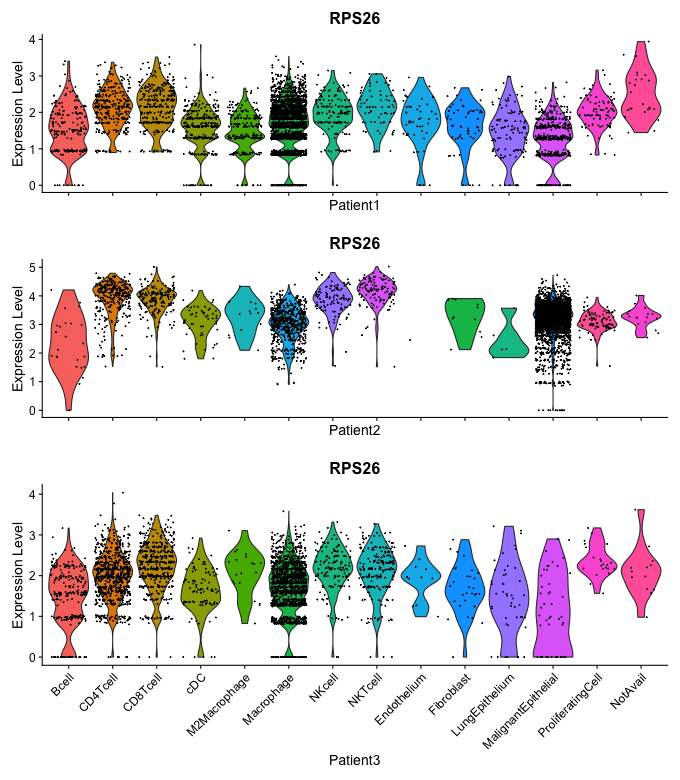 RPS26
Expression Level
4
3
2
1
0
Patient1
RPS26
Expression Level
5
4
3
2
1
0
Patient2
RPS26
Expression Level
4
3
2
1
0
Bcell
CD4Tcell
CD8Tcell
cDC
M2Macrophage
Macrophage
NKcell
NKTcell
Endothelium
Fibroblast
LungEpithelium
MalignantEpithelial
ProliferatingCell
NotAvail
Patient3